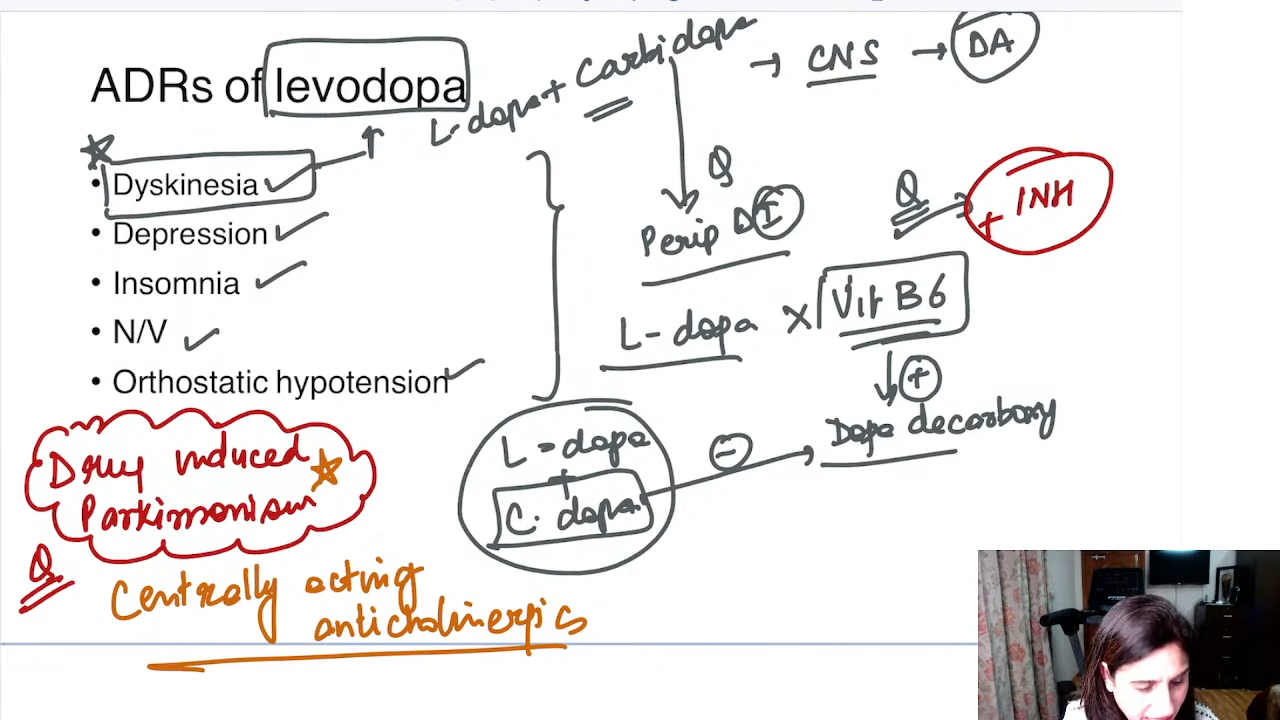 ADRs of levodopa
• Dyskinesia
• Depression
• Insomnia
• N/V
• Orthostatic hypotension
L-dopa + Carbidopa → CNS → DA
Q
Perip D I
Q
+ INH
L-dopa x Vit B6
+
Dopa decarboxy
L-dopa
+
C. dopa
-
Drug induced
Parkinsonism
Q
Centrally acting
anticholinergics